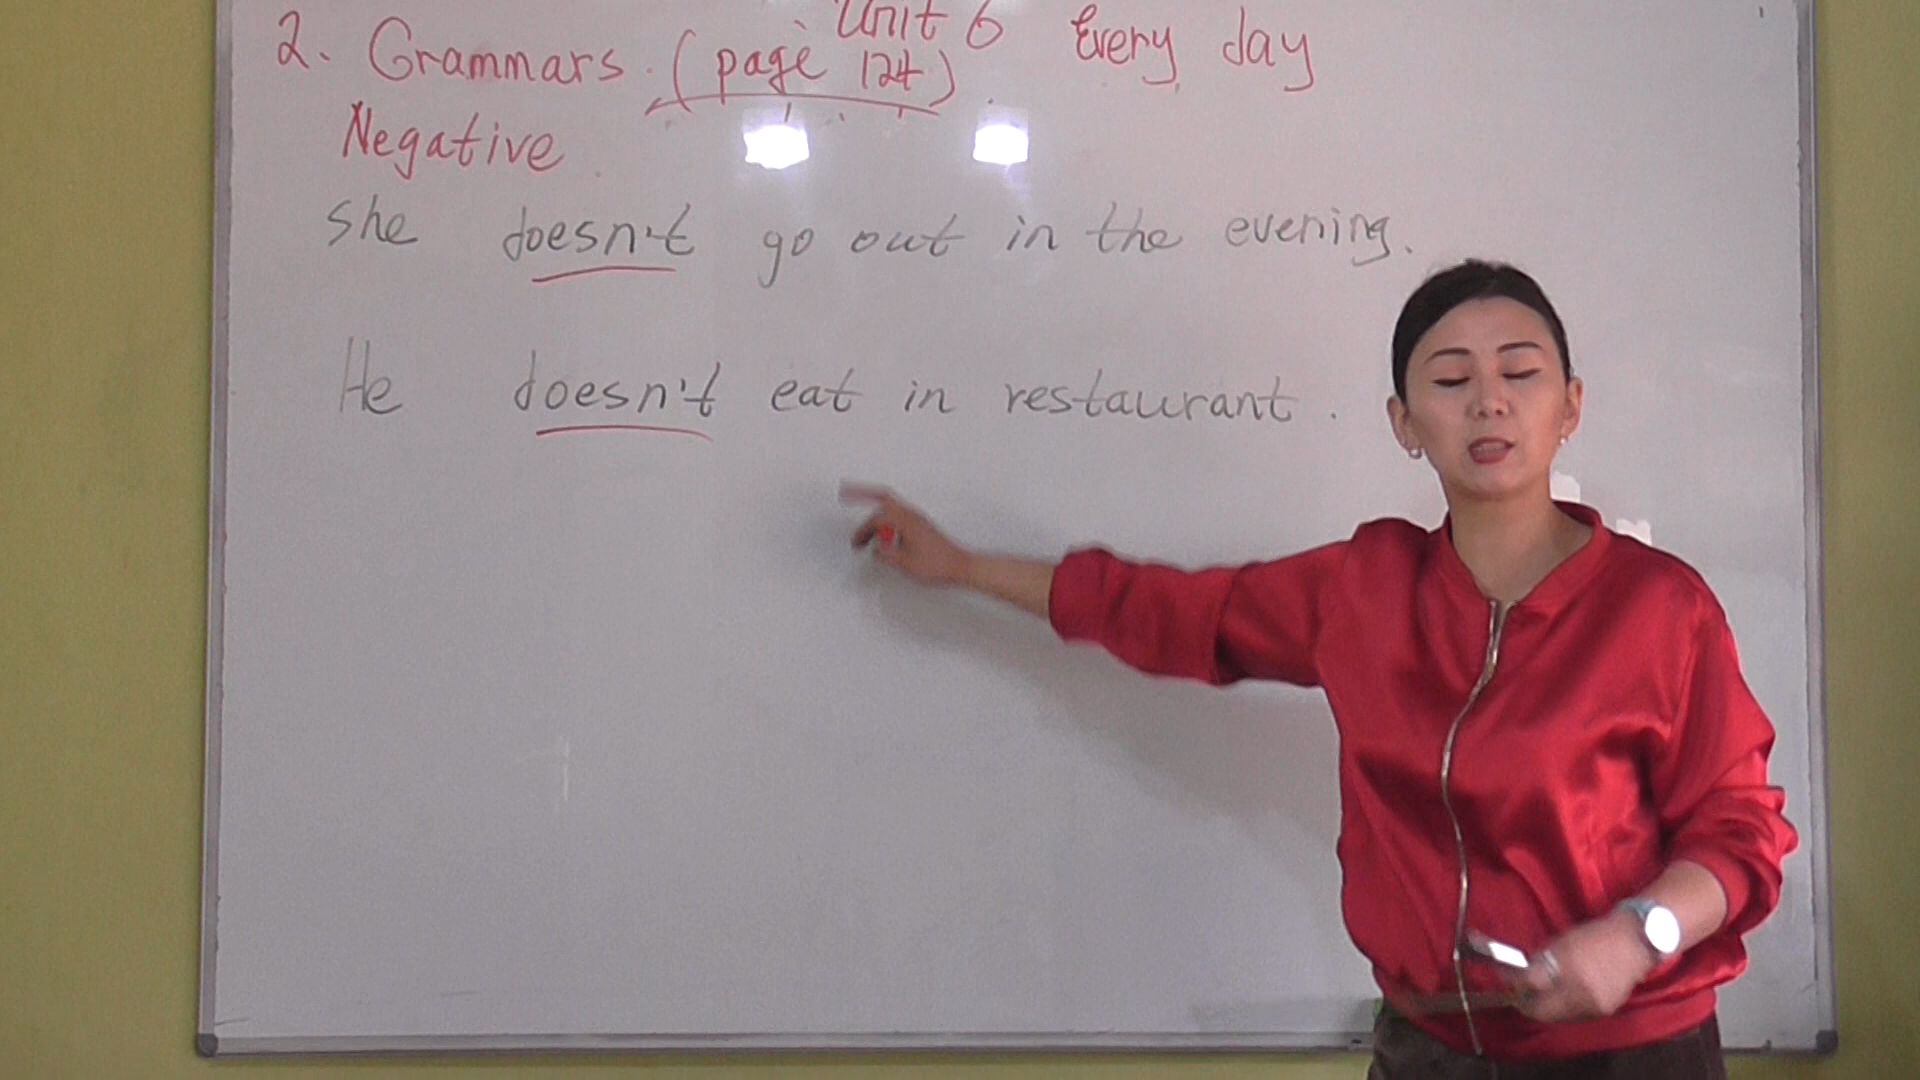 Unit 6 Every day
2. Grammars. (page 124)
Negative
She doesn't go out in the evening.
He doesn't eat in restaurant.